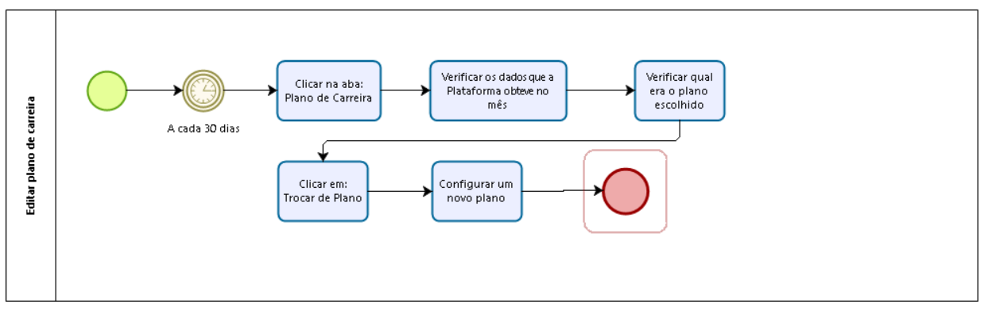 Editar plano de carreira
A cada 30 dias
Clicar na aba:
Plano de Carreira
Verificar os dados que a
Plataforma obteve no
mês
Verificar qual
era o plano
escolhido
Clicar em:
Trocar de Plano
Configurar um
novo plano